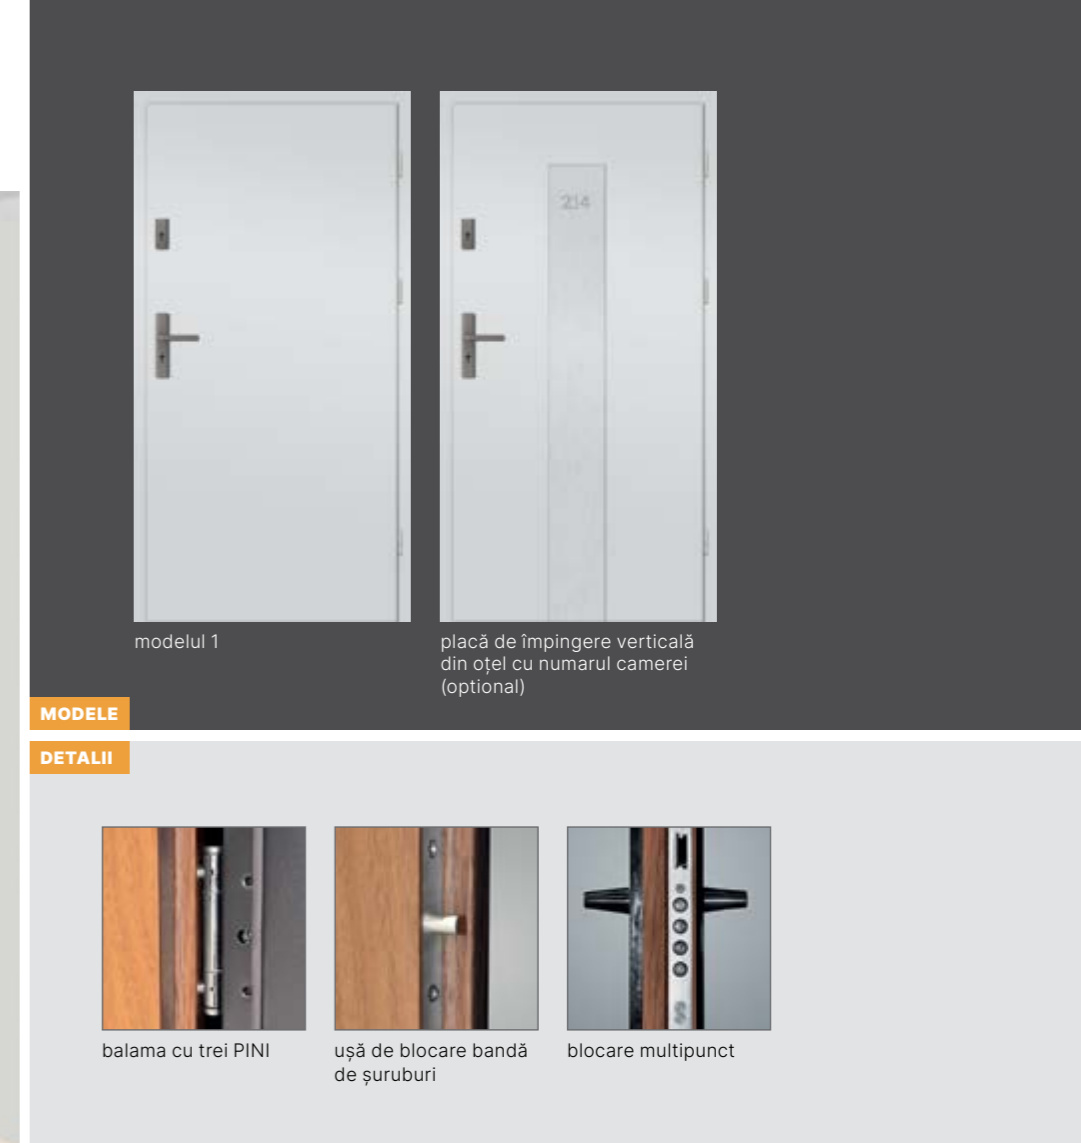 214
modelul 1
placă de împingere verticală
din oțel cu numarul camerei
(optional)
MODELE
DETALII
balama cu trei PINI
ușă de blocare bandă
de șuruburi
blocare multipunct